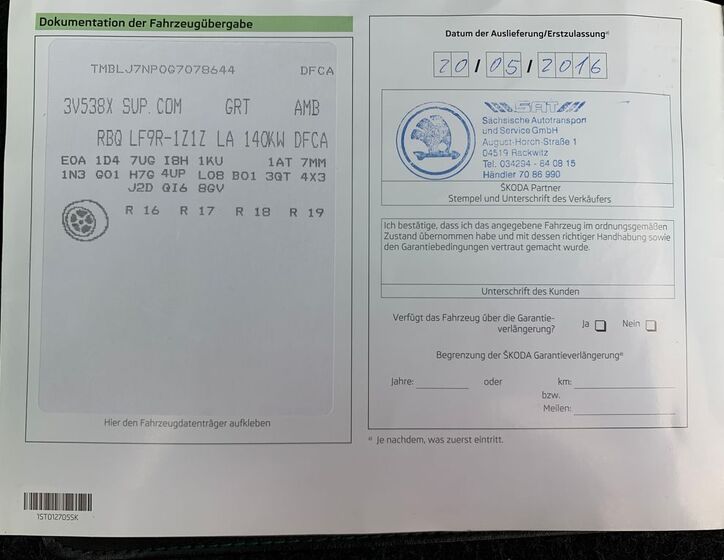 Dokumentation der Fahrzeugübergabe
TMBLJ7NP0G7078644 DFCA
3V538X SUP. COM GRT AMB
RBQ LF9R-1Z1Z LA 140KW DFCA
E0A 1D4 7UG I8H 1KU 1AT 7MM
1N3 G01 H7G 4UP L08 B01 3QT 4X3
J2D QI6 8GV
R 16 R 17 R 18 R 19
Hier den Fahrzeugdatenträger aufkleben
1ST012705SK
Datum der Auslieferung/Erstzulassung⁽ᵃ⁾
20/05/2016
SAT
Sächsische Autotransport
und Service GmbH
August-Horch-Straße 1
04519 Rackwitz
Tel. 034294 - 84 08 15
Händler 70 86 990
ŠKODA Partner
Stempel und Unterschrift des Verkäufers
Ich bestätige, dass ich das angegebene Fahrzeug im ordnungsgemäßen
Zustand übernommen habe und mit dessen richtiger Handhabung sowie
den Garantiebedingungen vertraut gemacht wurde.
Unterschrift des Kunden
Verfügt das Fahrzeug über die Garantie-
verlängerung? Ja Nein
Begrenzung der ŠKODA Garantieverlängerung⁽ᵃ⁾
Jahre: oder km:
bzw.
Meilen:
ᵃ⁾ Je nachdem, was zuerst eintritt.